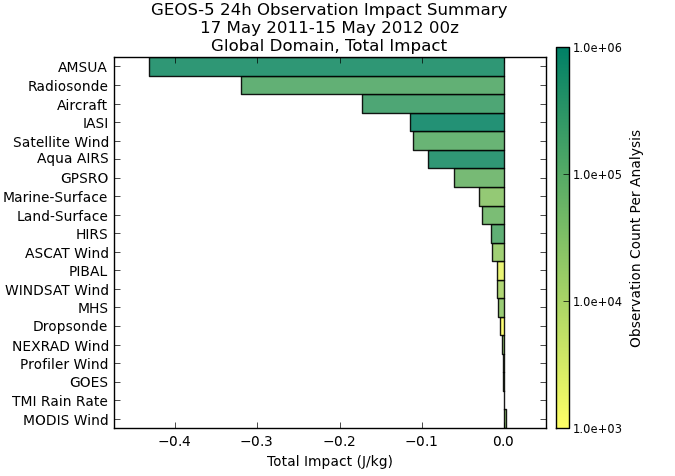 GEOS-5 24h Observation Impact Summary
17 May 2011-15 May 2012 00z
Global Domain, Total Impact
AMSUA
Radiosonde
Aircraft
IASI
Satellite Wind
Aqua AIRS
GPSRO
Marine-Surface
Land-Surface
HIRS
ASCAT Wind
PIBAL
WINDSAT Wind
MHS
Dropsonde
NEXRAD Wind
Profiler Wind
GOES
TMI Rain Rate
MODIS Wind
−0.4 −0.3 −0.2 −0.1 0.0
Total Impact (J/kg)
1.0e+06
1.0e+05
1.0e+04
1.0e+03
Observation Count Per Analysis